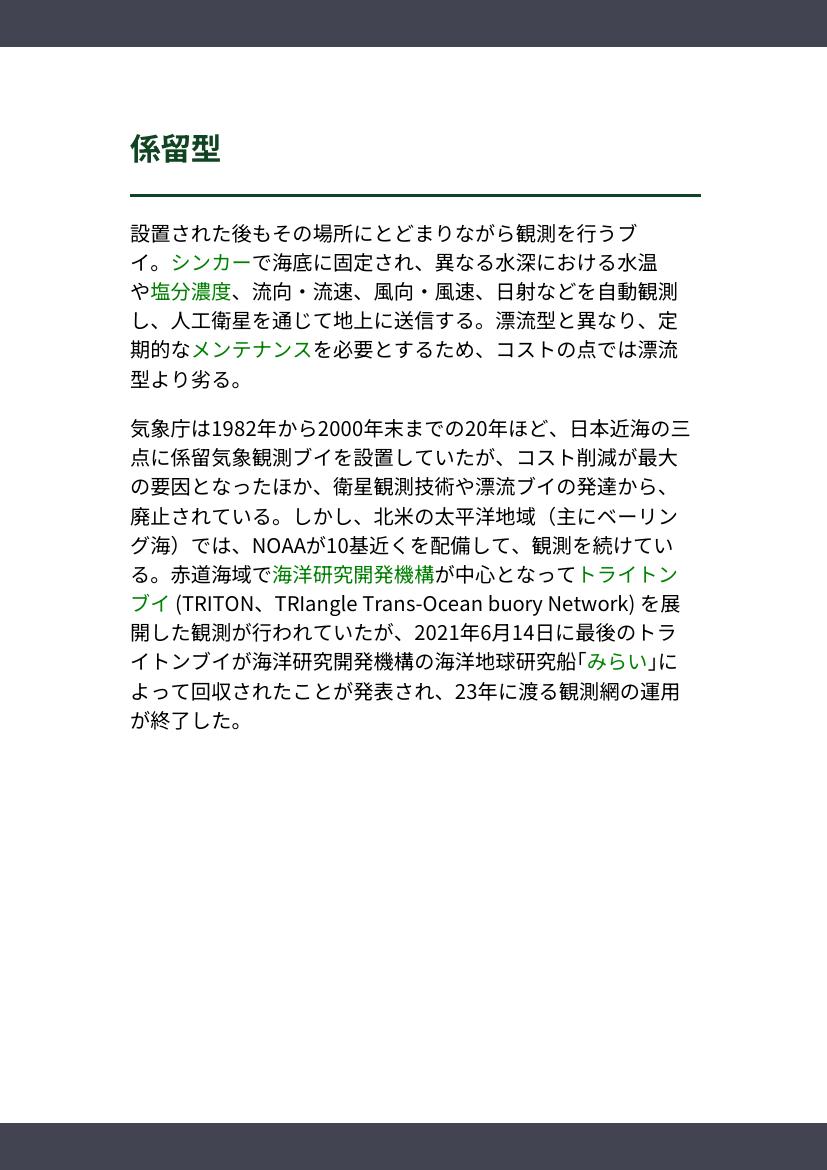 係留型
設置された後もその場所にとどまりながら観測を行うブ
イ。シンカーで海底に固定され、異なる水深における水温
や塩分濃度、流向・流速、風向・風速、日射などを自動観測
し、人工衛星を通じて地上に送信する。漂流型と異なり、定
期的なメンテナンスを必要とするため、コストの点では漂流
型より劣る。
気象庁は1982年から2000年末までの20年ほど、日本近海の三
点に係留気象観測ブイを設置していたが、コスト削減が最大
の要因となったほか、衛星観測技術や漂流ブイの発達から、
廃止されている。しかし、北米の太平洋地域（主にベーリン
グ海）では、NOAAが10基近くを配備して、観測を続けてい
る。赤道海域で海洋研究開発機構が中心となってトライトン
ブイ (TRITON、TRIangle Trans-Ocean buory Network) を展
開した観測が行われていたが、2021年6月14日に最後のトラ
イトンブイが海洋研究開発機構の海洋地球研究船｢みらい｣に
よって回収されたことが発表され、23年に渡る観測網の運用
が終了した。